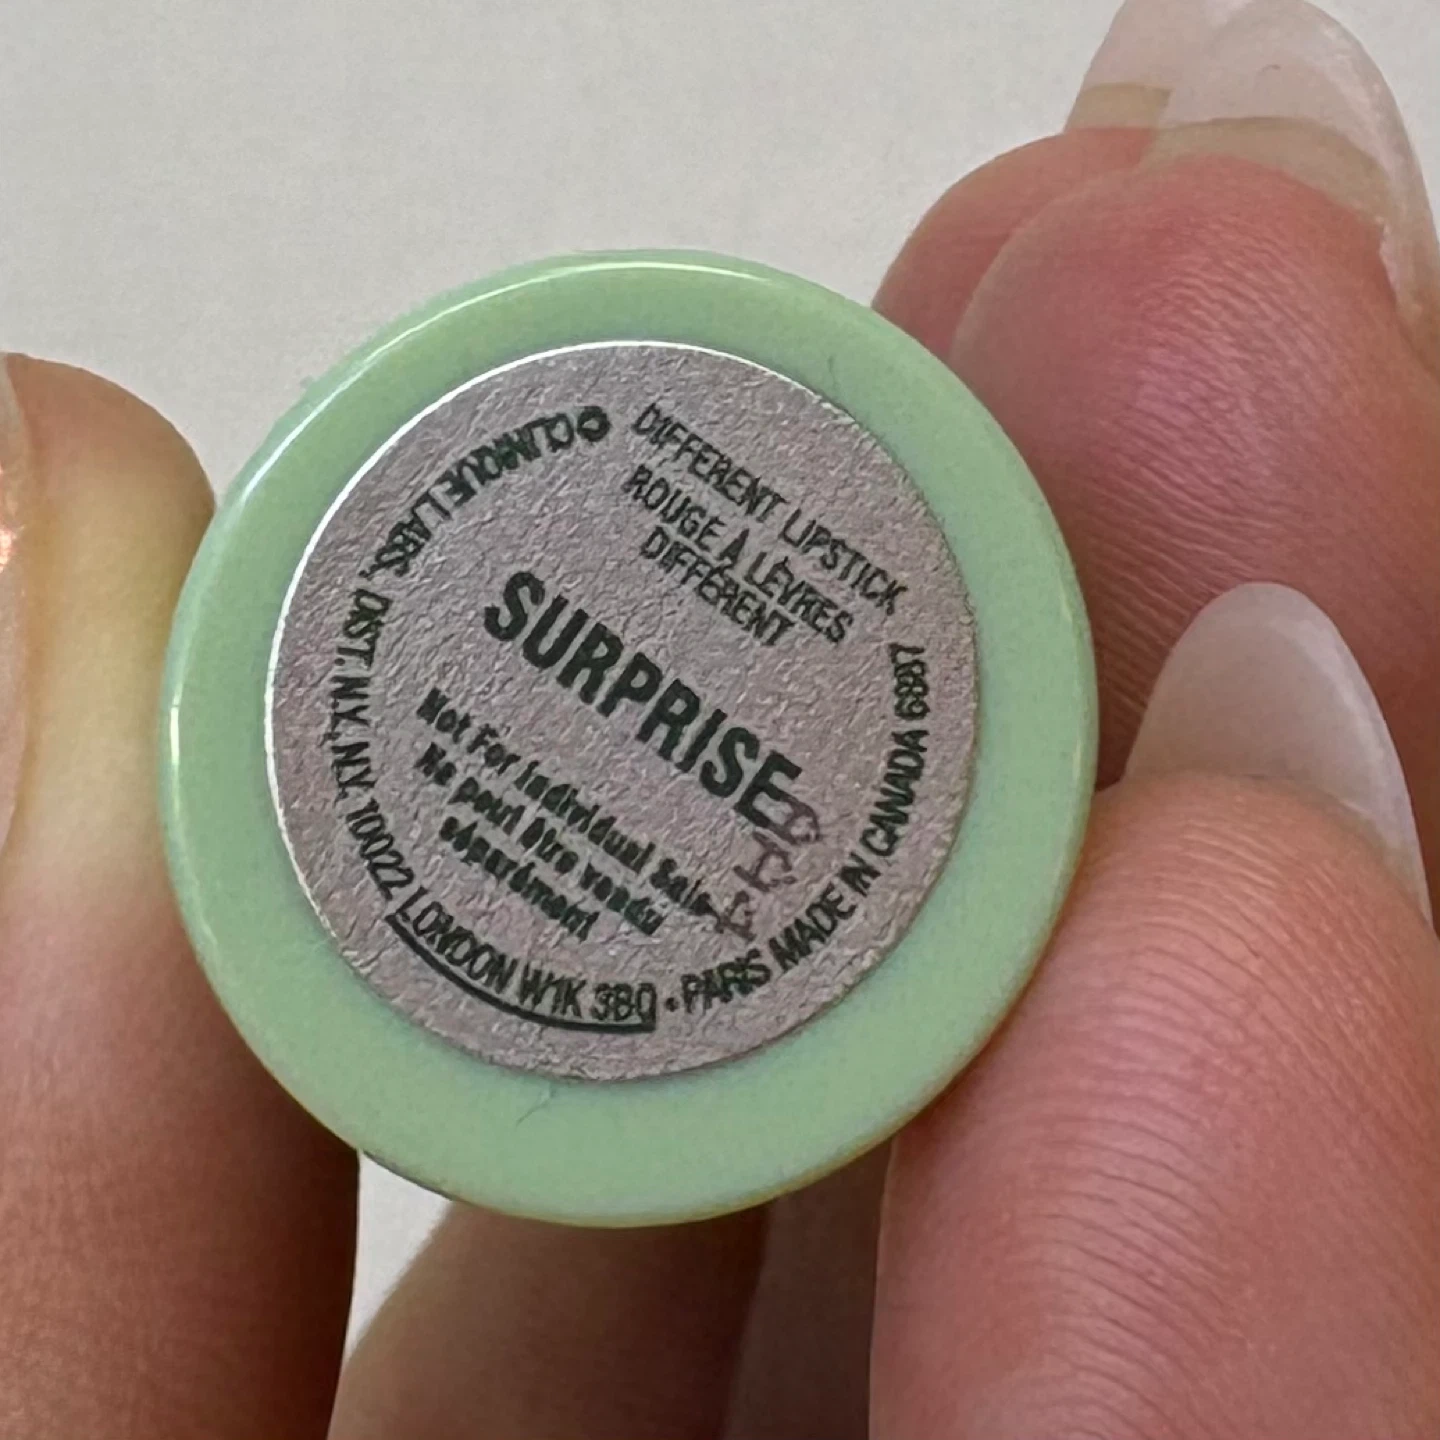 DIFFERENT LIPSTICK
ROUGE À LÈVRES
DIFFÉRENT
SURPRISE
Not For Individual Sale
Ne peut être vendu
séparément
© CLINIQUE LABS, DIST. N.Y., N.Y. 10022 LONDON W1K 3BQ • PARIS MADE IN CANADA